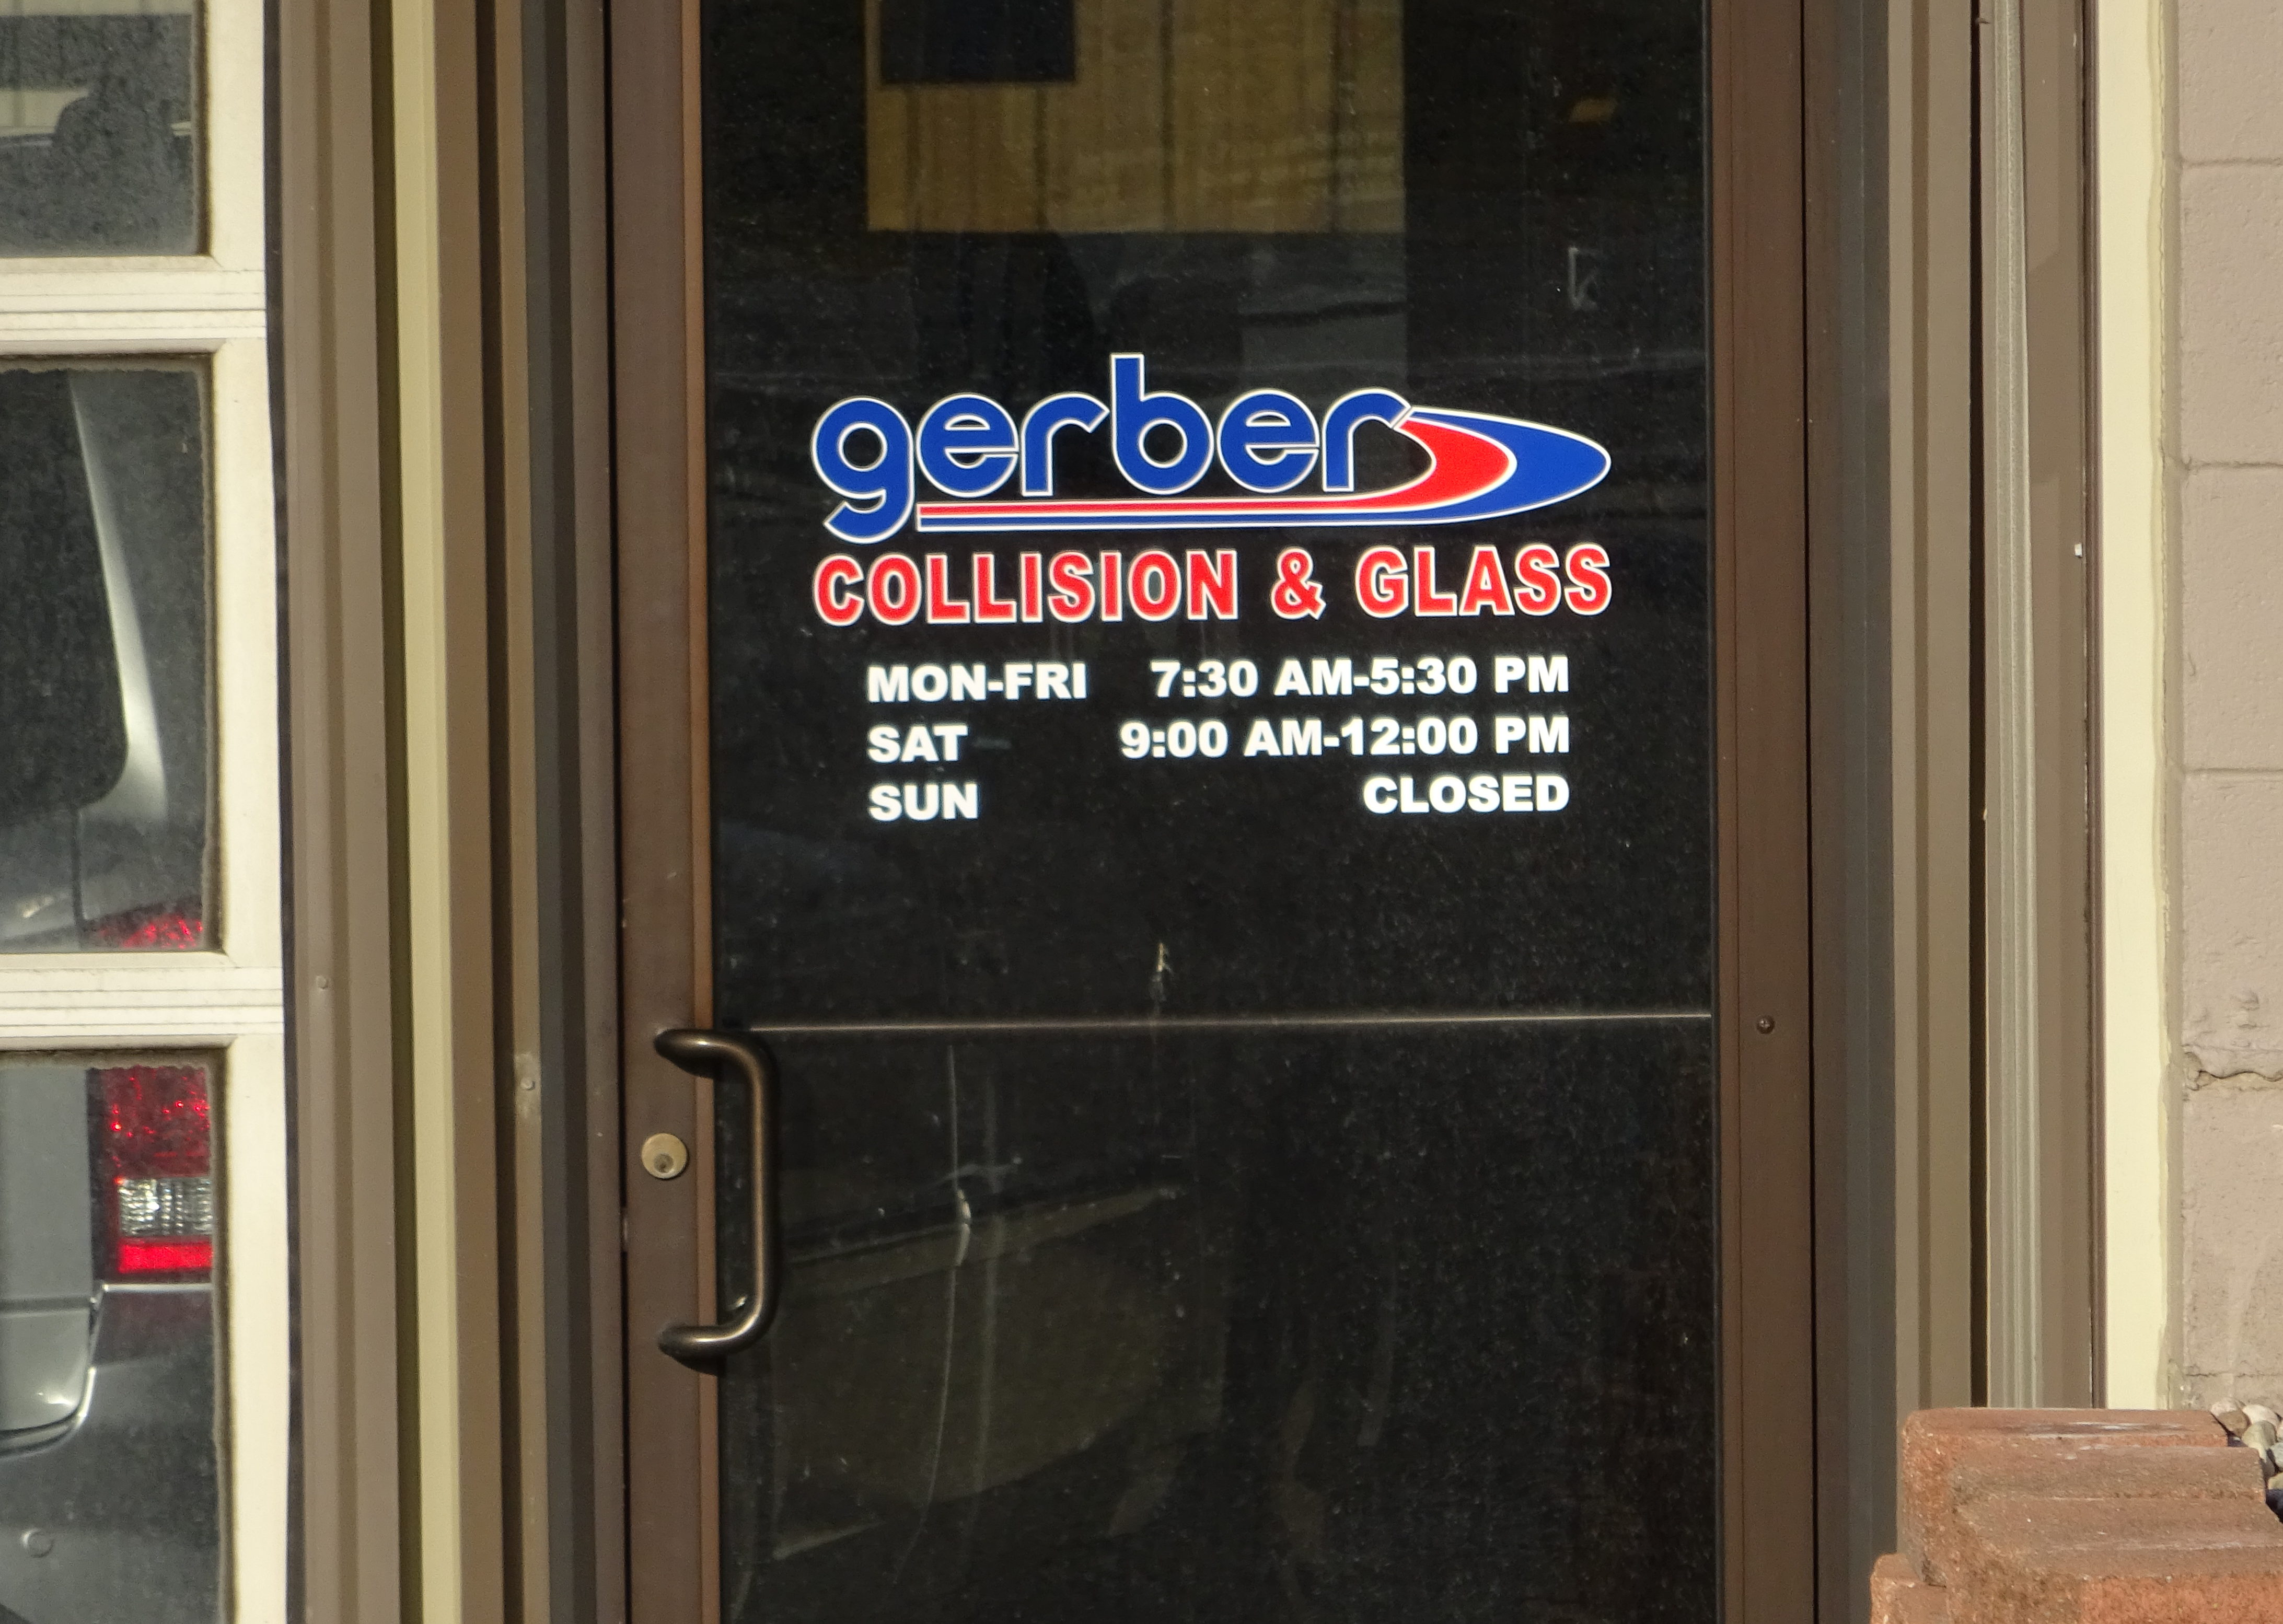 gerber
COLLISION & GLASS
MON-FRI 7:30 AM-5:30 PM
SAT 9:00 AM-12:00 PM
SUN CLOSED